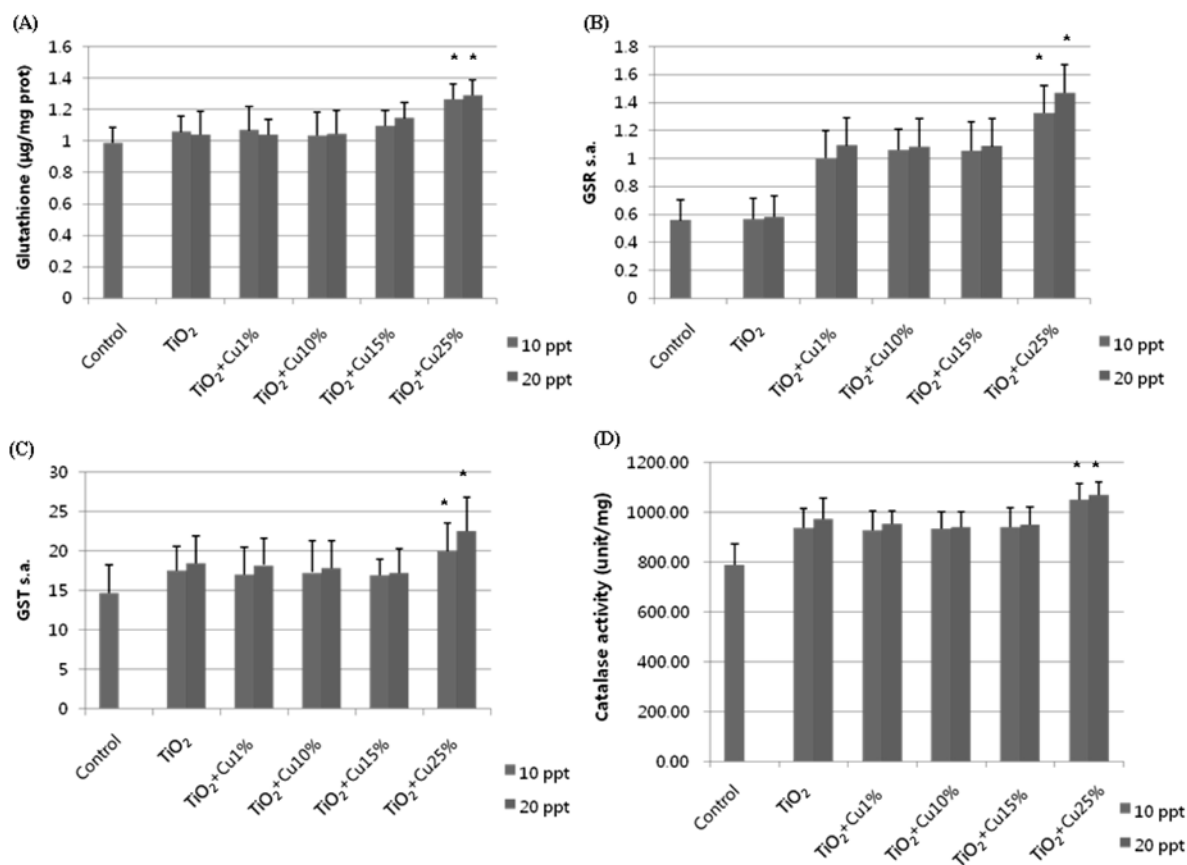 (A)
Glutathione (µg/mg prot)
1.6
1.4
1.2
1
0.8
0.6
0.4
0.2
0
* *
Control
TiO₂
TiO₂+Cu1%
TiO₂+Cu10%
TiO₂+Cu15%
TiO₂+Cu25%
10 ppt
20 ppt
(B)
GSR s.a.
1.8
1.6
1.4
1.2
1
0.8
0.6
0.4
0.2
0
* *
Control
TiO₂
TiO₂+Cu1%
TiO₂+Cu10%
TiO₂+Cu15%
TiO₂+Cu25%
10 ppt
20 ppt
(C)
GST s.a.
30
25
20
15
10
5
0
* *
Control
TiO₂
TiO₂+Cu1%
TiO₂+Cu10%
TiO₂+Cu15%
TiO₂+Cu25%
10 ppt
20 ppt
(D)
Catalase activity (unit/mg)
1200.00
1000.00
800.00
600.00
400.00
200.00
0.00
* *
Control
TiO₂
TiO₂+Cu1%
TiO₂+Cu10%
TiO₂+Cu15%
TiO₂+Cu25%
10 ppt
20 ppt